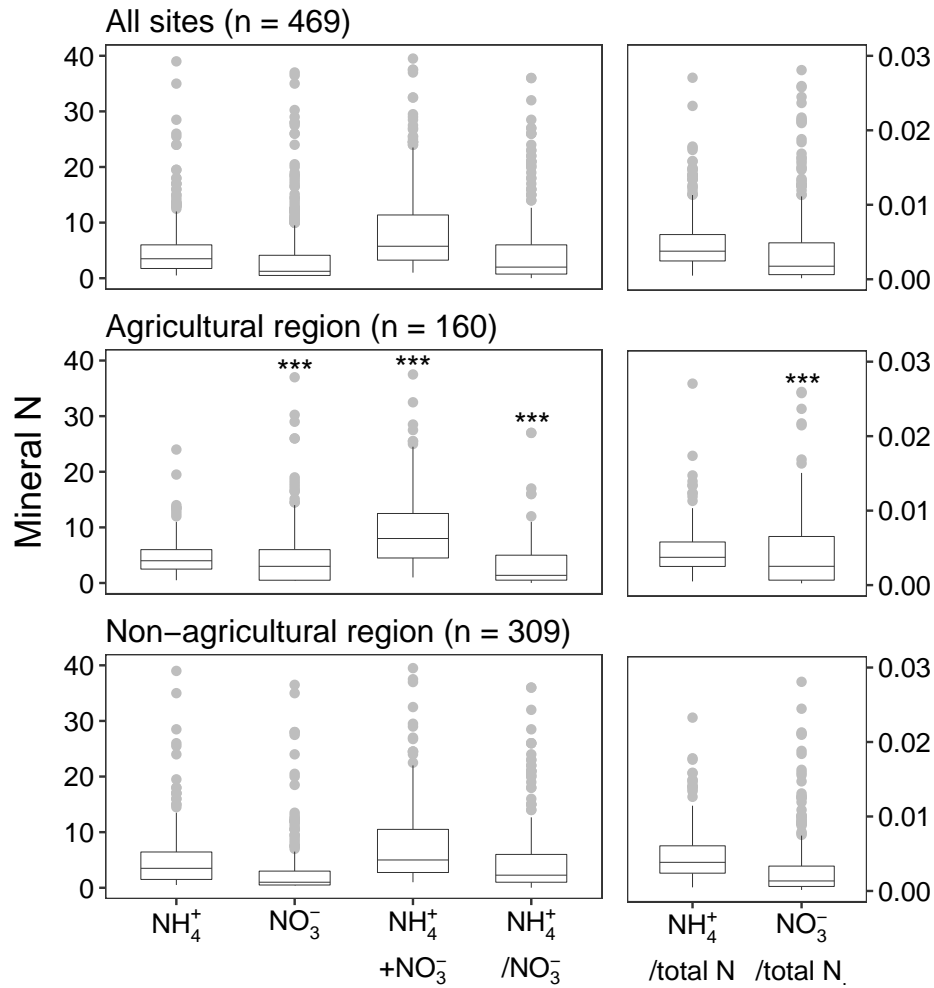 All sites (n = 469)
40
30
20
10
0
0.03
0.02
0.01
0.00
Agricultural region (n = 160)
Mineral N
40
30
20
10
0
***
***
***
***
0.03
0.02
0.01
0.00
Non−agricultural region (n = 309)
40
30
20
10
0
0.03
0.02
0.01
0.00
NH₄⁺
NO₃⁻
NH₄⁺
+NO₃⁻
NH₄⁺
/NO₃⁻
NH₄⁺
/total N
NO₃⁻
/total N.